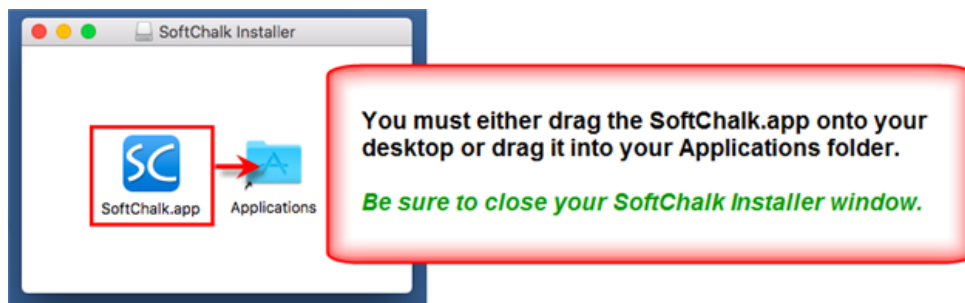 SoftChalk Installer
SC
SoftChalk.app
Applications
You must either drag the SoftChalk.app onto your
desktop or drag it into your Applications folder.
Be sure to close your SoftChalk Installer window.